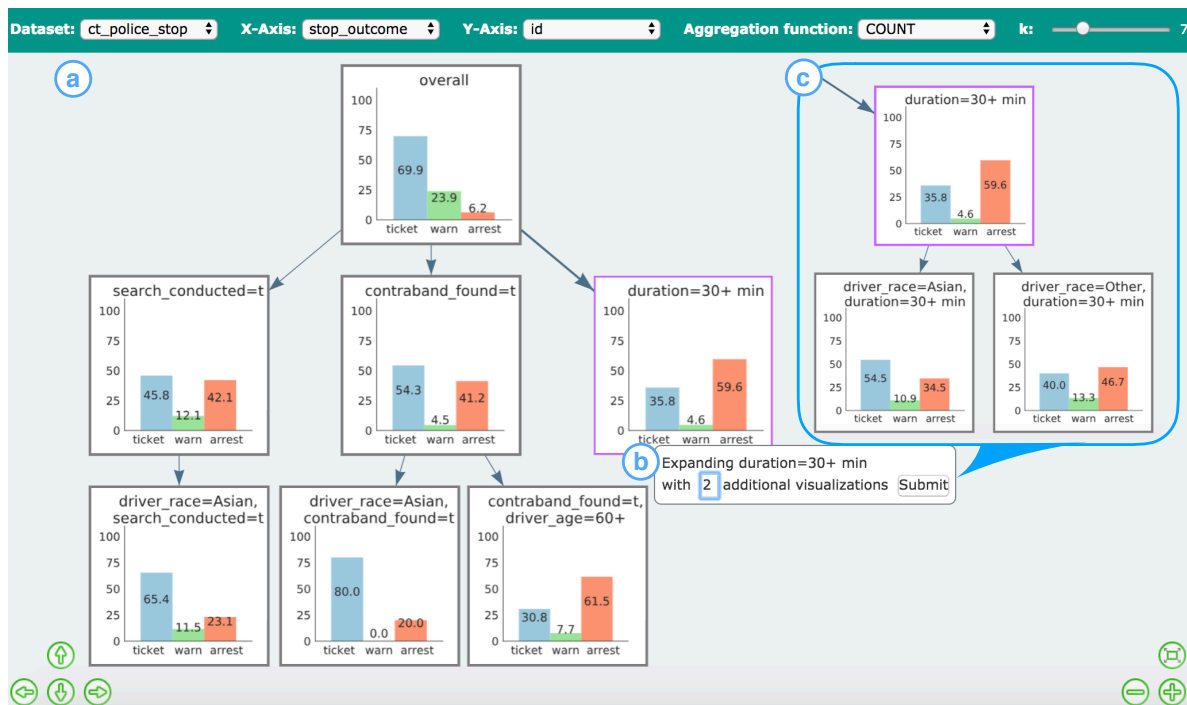 Dataset: ct_police_stop X-Axis: stop_outcome Y-Axis: id Aggregation function: COUNT k: 7
a
overall
100
75
50
25
0
69.9
23.9
6.2
ticket warn arrest
search_conducted=t
100
75
50
25
0
45.8
12.1
42.1
ticket warn arrest
contraband_found=t
100
75
50
25
0
54.3
4.5
41.2
ticket warn arrest
duration=30+ min
100
75
50
25
0
35.8
4.6
59.6
ticket warn arrest
driver_race=Asian,
search_conducted=t
100
75
50
25
0
65.4
11.5
23.1
ticket warn arrest
driver_race=Asian,
contraband_found=t
100
75
50
25
0
80.0
0.0
20.0
ticket warn arrest
contraband_found=t,
driver_age=60+
100
75
50
25
0
30.8
7.7
61.5
ticket warn arrest
b
Expanding duration=30+ min
with 2 additional visualizations Submit
c
duration=30+ min
100
75
50
25
0
35.8
4.6
59.6
ticket warn arrest
driver_race=Asian,
duration=30+ min
100
75
50
25
0
54.5
10.9
34.5
ticket warn arrest
driver_race=Other,
duration=30+ min
100
75
50
25
0
40.0
13.3
46.7
ticket warn arrest